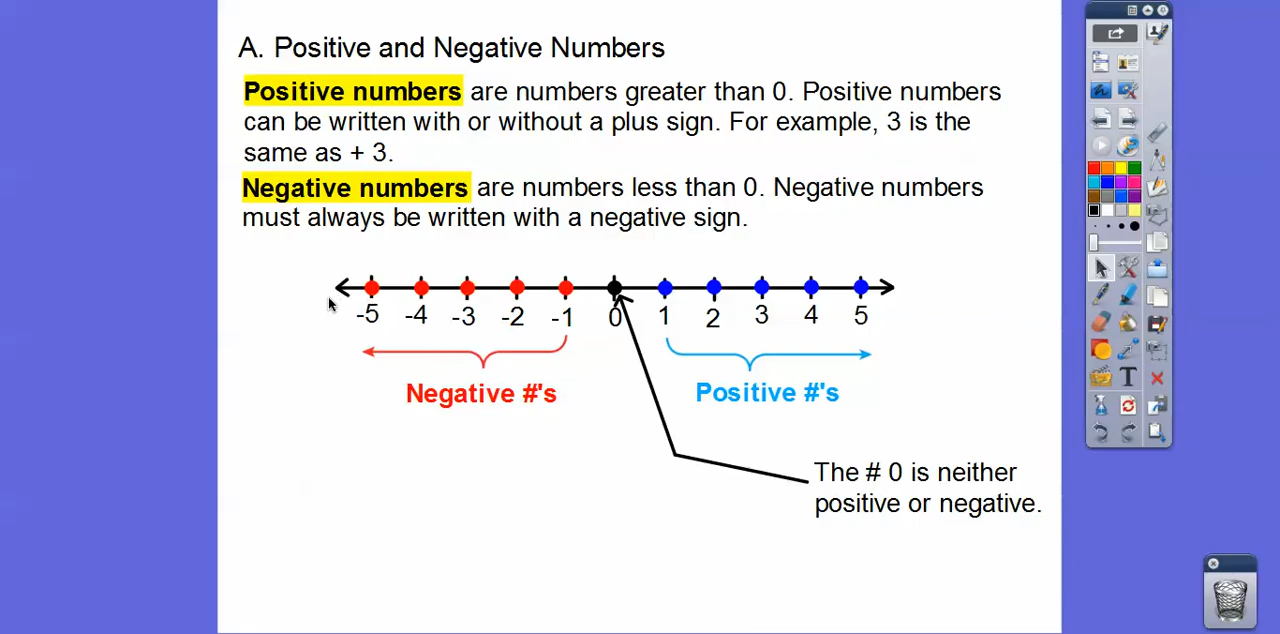 A. Positive and Negative Numbers
Positive numbers are numbers greater than 0. Positive numbers
can be written with or without a plus sign. For example, 3 is the
same as + 3.
Negative numbers are numbers less than 0. Negative numbers
must always be written with a negative sign.
-5 -4 -3 -2 -1 0 1 2 3 4 5
Negative #'s Positive #'s
The # 0 is neither
positive or negative.